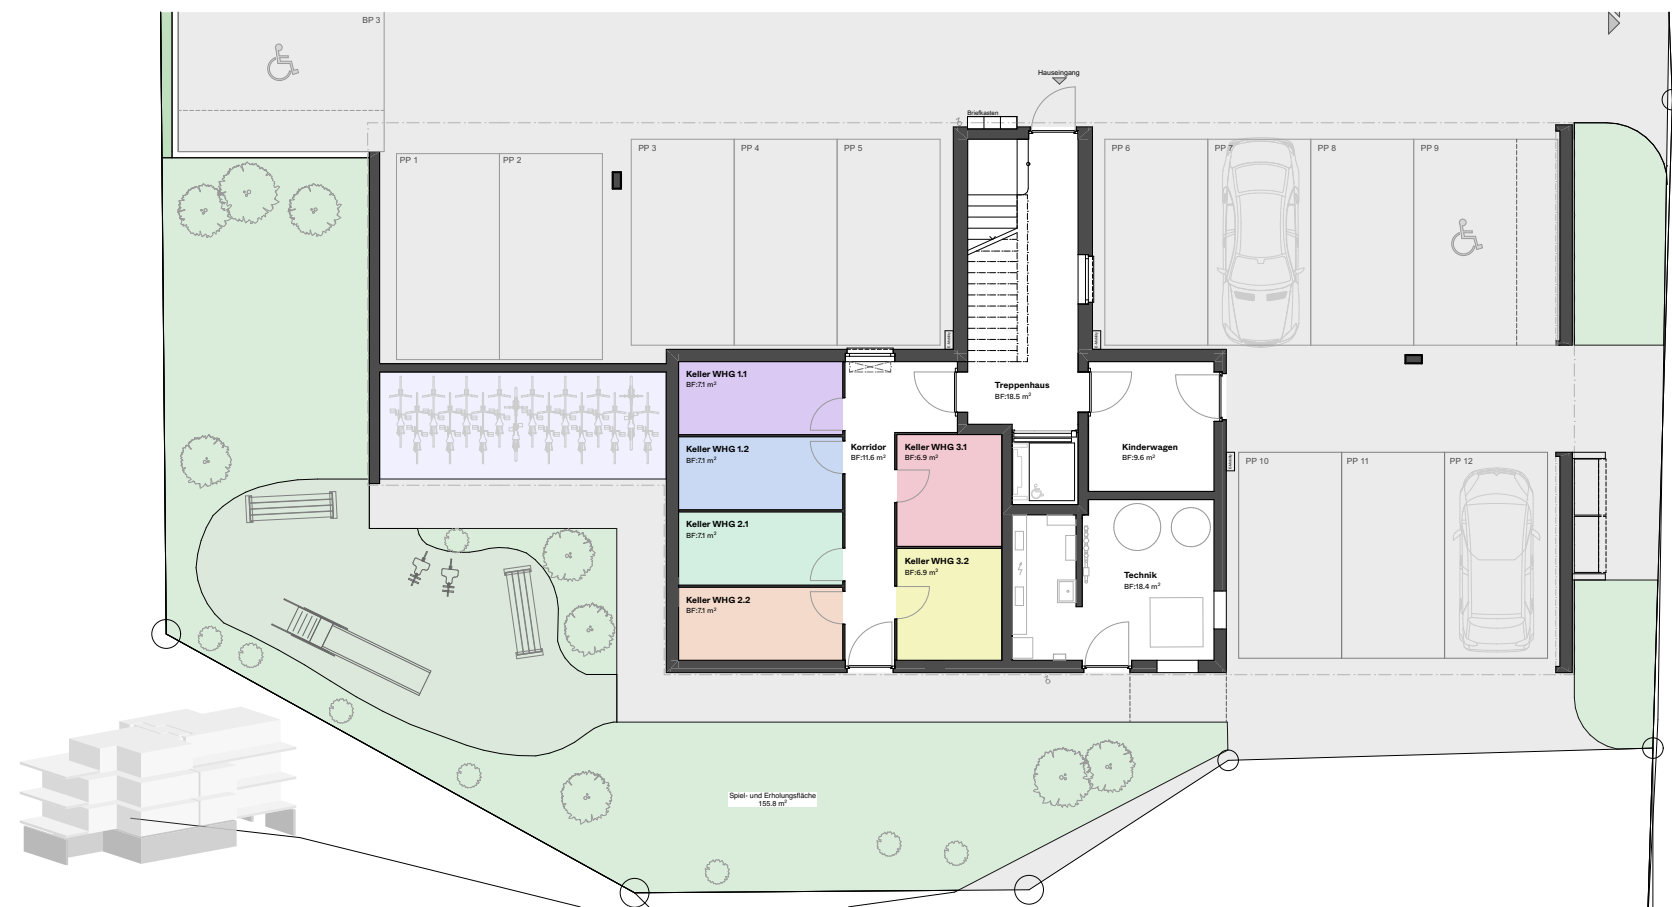 BP 3
Hauseingang
Briefkasten
PP 1
PP 2
PP 3
PP 4
PP 5
PP 6
PP 7
PP 8
PP 9
Keller WHG 1.1
BF:7.1 m²
Treppenhaus
BF:18.5 m²
Keller WHG 1.2
BF:7.1 m²
Korridor
BF:11.6 m²
Keller WHG 3.1
BF:6.9 m²
Kinderwagen
BF:9.6 m²
PP 10
PP 11
PP 12
Keller WHG 2.1
BF:7.1 m²
Keller WHG 3.2
BF:6.9 m²
Technik
BF:18.4 m²
Keller WHG 2.2
BF:7.1 m²
Spiel- und Erholungsfläche
155.8 m²